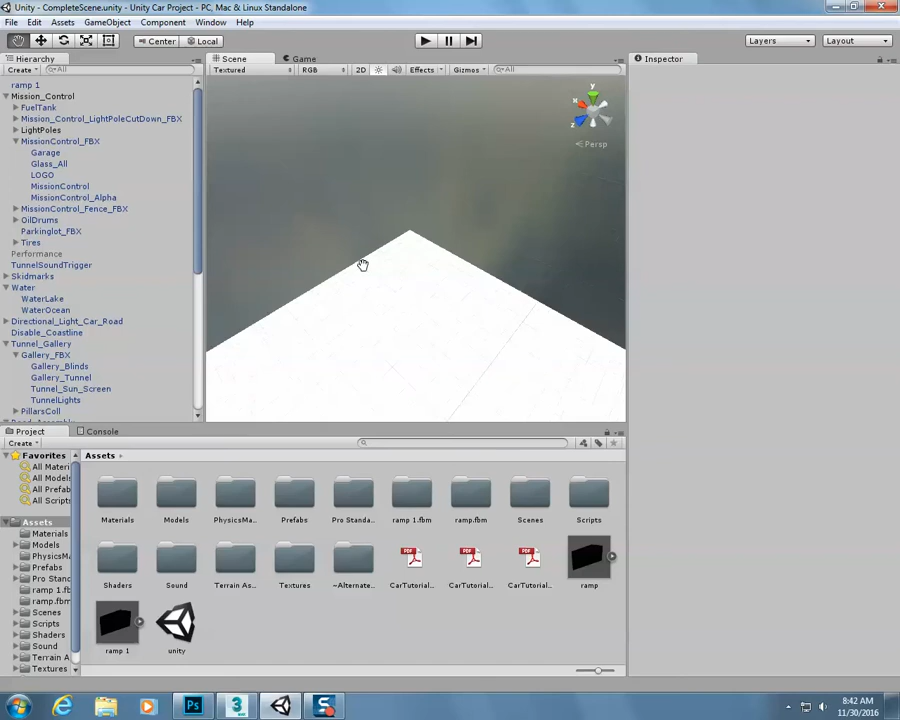 Unity - CompleteScene.unity - Unity Car Project - PC, Mac & Linux Standalone
File Edit Assets GameObject Component Window Help
Center Local Layers Layout
Hierarchy Scene Game Inspector
Create All Textured RGB 2D Effects Gizmos All
ramp 1
Mission_Control
FuelTank
Mission_Control_LightPoleCutDown_FBX
LightPoles
MissionControl_FBX
Garage
Glass_All
LOGO
MissionControl
MissionControl_Alpha
MissionControl_Fence_FBX
OilDrums
Parkinglot_FBX
Tires
Performance
TunnelSoundTrigger
Skidmarks
Water
WaterLake
WaterOcean
Directional_Light_Car_Road
Disable_Coastline
Tunnel_Gallery
Gallery_FBX
Gallery_Blinds
Gallery_Tunnel
Tunnel_Sun_Screen
TunnelLights
PillarsColl
y
x
z
Persp
Project Console
Create
Favorites
All Materi
All Models
All Prefab
All Scripts
Assets
Materials
Models
PhysicsMa
Prefabs
Pro Stand
ramp 1.fb
ramp.fbm
Scenes
Scripts
Shaders
Sound
Terrain A
Textures
Assets
Materials Models PhysicsMa... Prefabs Pro Standa... ramp 1.fbm ramp.fbm Scenes Scripts
Shaders Sound Terrain As... Textures ~Alternate... CarTutorial... CarTutorial... CarTutorial... ramp
ramp 1 unity
8:42 AM
11/30/2016